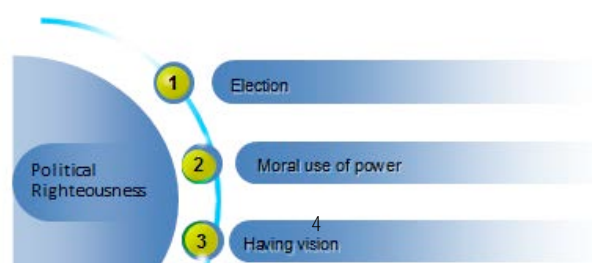 1
Election
Political
Righteousness
2
Moral use of power
4
3
Having vision